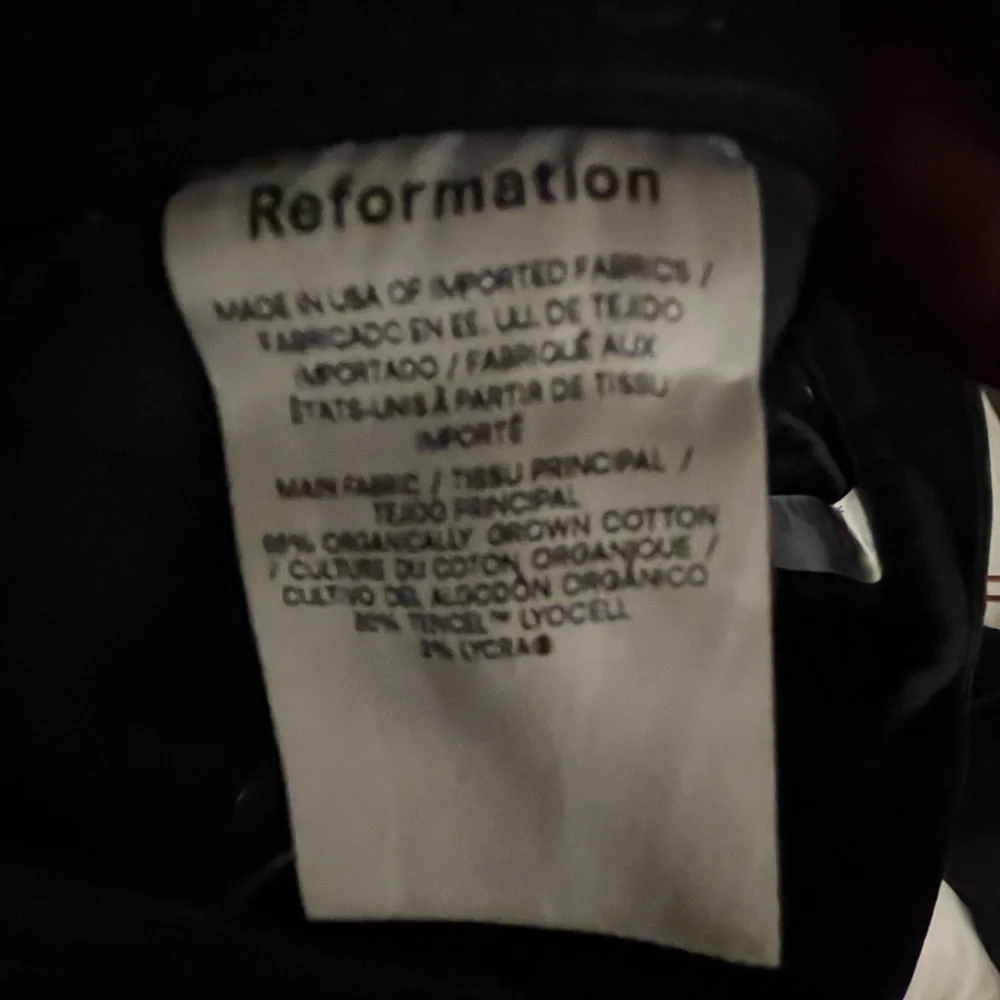 Reformation
MADE IN USA OF IMPORTED FABRICS /
FABRICADO EN EE. UU. DE TEJIDO
IMPORTADO / FABRIQUÉ AUX
ÉTATS-UNIS À PARTIR DE TISSU
IMPORTÉ
MAIN FABRIC / TISSU PRINCIPAL /
TEJIDO PRINCIPAL
ORGANICALLY GROWN COTTON
/ CULTURE DU COTON ORGANIQUE /
CULTIVO DEL ALGODÓN ORGÁNICO
TENCEL™ LYOCELL
2% LYCRA®